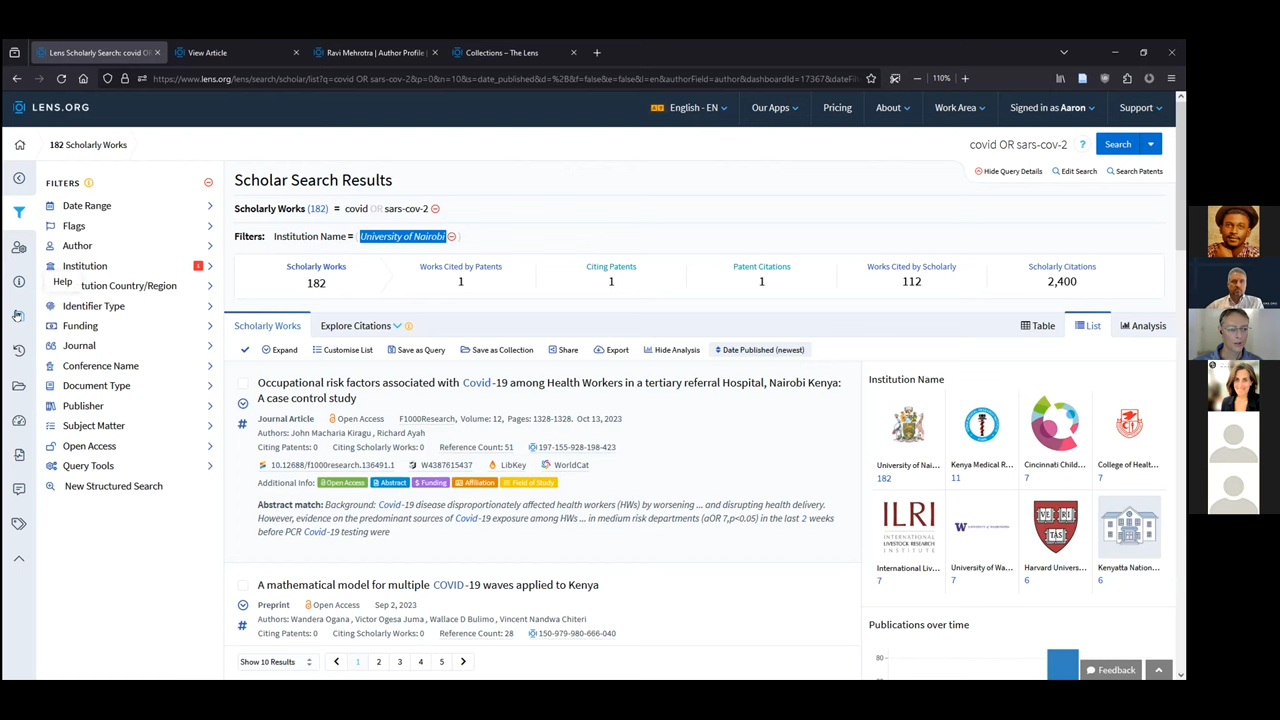 Lens Scholarly Search: covid OR
View Article
Ravi Mehrotra | Author Profile |
Collections – The Lens
https://www.lens.org/lens/search/scholar/list?q=covid OR sars-cov-2&p=0&n=10&s=date_published&d=%2B&f=false&e=false&l=en&authorField=author&dashboardId=17367&dateFil
110%
LENS.ORG
English - EN
Our Apps
Pricing
About
Work Area
Signed in as Aaron
Support
182 Scholarly Works
covid OR sars-cov-2
?
Search
Hide Query Details
Edit Search
Search Patents
FILTERS
Date Range
Flags
Author
Institution
1
Help
tution Country/Region
Identifier Type
Funding
Journal
Conference Name
Document Type
Publisher
Subject Matter
Open Access
Query Tools
New Structured Search
Scholar Search Results
Scholarly Works (182) = covid OR sars-cov-2
Filters: Institution Name = ( University of Nairobi )
Scholarly Works
182
Works Cited by Patents
1
Citing Patents
1
Patent Citations
1
Works Cited by Scholarly
112
Scholarly Citations
2,400
Scholarly Works
Explore Citations
Table
List
Analysis
Expand
Customise List
Save as Query
Save as Collection
Share
Export
Hide Analysis
Date Published (newest)
Occupational risk factors associated with Covid-19 among Health Workers in a tertiary referral Hospital, Nairobi Kenya:
A case control study
Journal Article Open Access F1000Research, Volume: 12, Pages: 1328-1328. Oct 13, 2023
Authors: John Macharia Kiragu , Richard Ayah
Citing Patents: 0 Citing Scholarly Works: 0 Reference Count: 51 197-155-928-198-423
10.12688/f1000research.136491.1 W4387615437 LibKey WorldCat
Additional Info: Open Access Abstract Funding Affiliation Field of Study
Abstract match: Background: Covid-19 disease disproportionately affected health workers (HWs) by worsening ... and disrupting health delivery.
However, evidence on the predominant sources of Covid-19 exposure among HWs ... in medium risk departments (aOR 7,p<0.05) in the last 2 weeks
before PCR Covid-19 testing were
A mathematical model for multiple COVID-19 waves applied to Kenya
Preprint Open Access Sep 2, 2023
Authors: Wandera Ogana , Victor Ogesa Juma , Wallace D Bulimo , Vincent Nandwa Chiteri
Citing Patents: 0 Citing Scholarly Works: 0 Reference Count: 28 150-979-980-666-040
Show 10 Results
1 2 3 4 5
Institution Name
University of Nai...
182
Kenya Medical R...
11
Cincinnati Child...
7
College of Healt...
7
ILRI
INTERNATIONAL
LIVESTOCK RESEARCH
INSTITUTE
VE RI
TAS
International Liv...
7
University of Wa...
7
Harvard Univers...
6
Kenyatta Nation...
6
Publications over time
80
Feedback